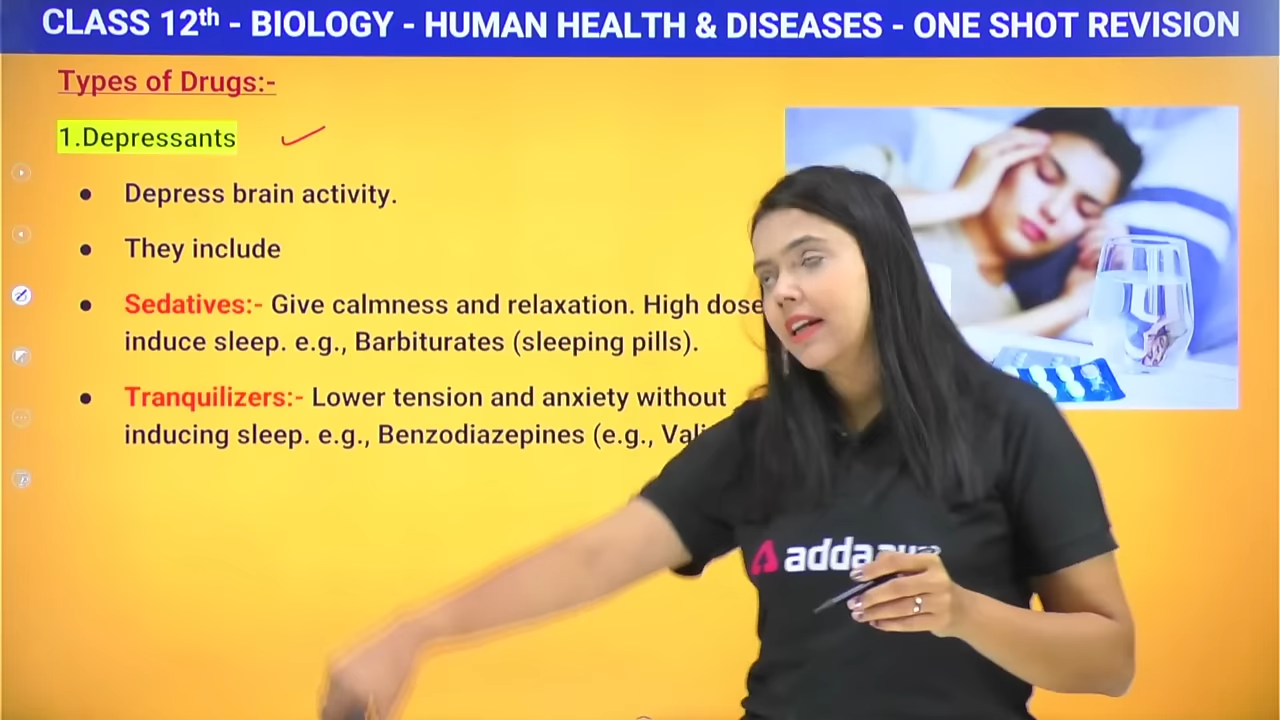 CLASS 12th - BIOLOGY - HUMAN HEALTH & DISEASES - ONE SHOT REVISION
Types of Drugs:-
1.Depressants
Depress brain activity.
They include
Sedatives:- Give calmness and relaxation. High dose
induce sleep. e.g., Barbiturates (sleeping pills).
Tranquilizers:- Lower tension and anxiety without
inducing sleep. e.g., Benzodiazepines (e.g.,